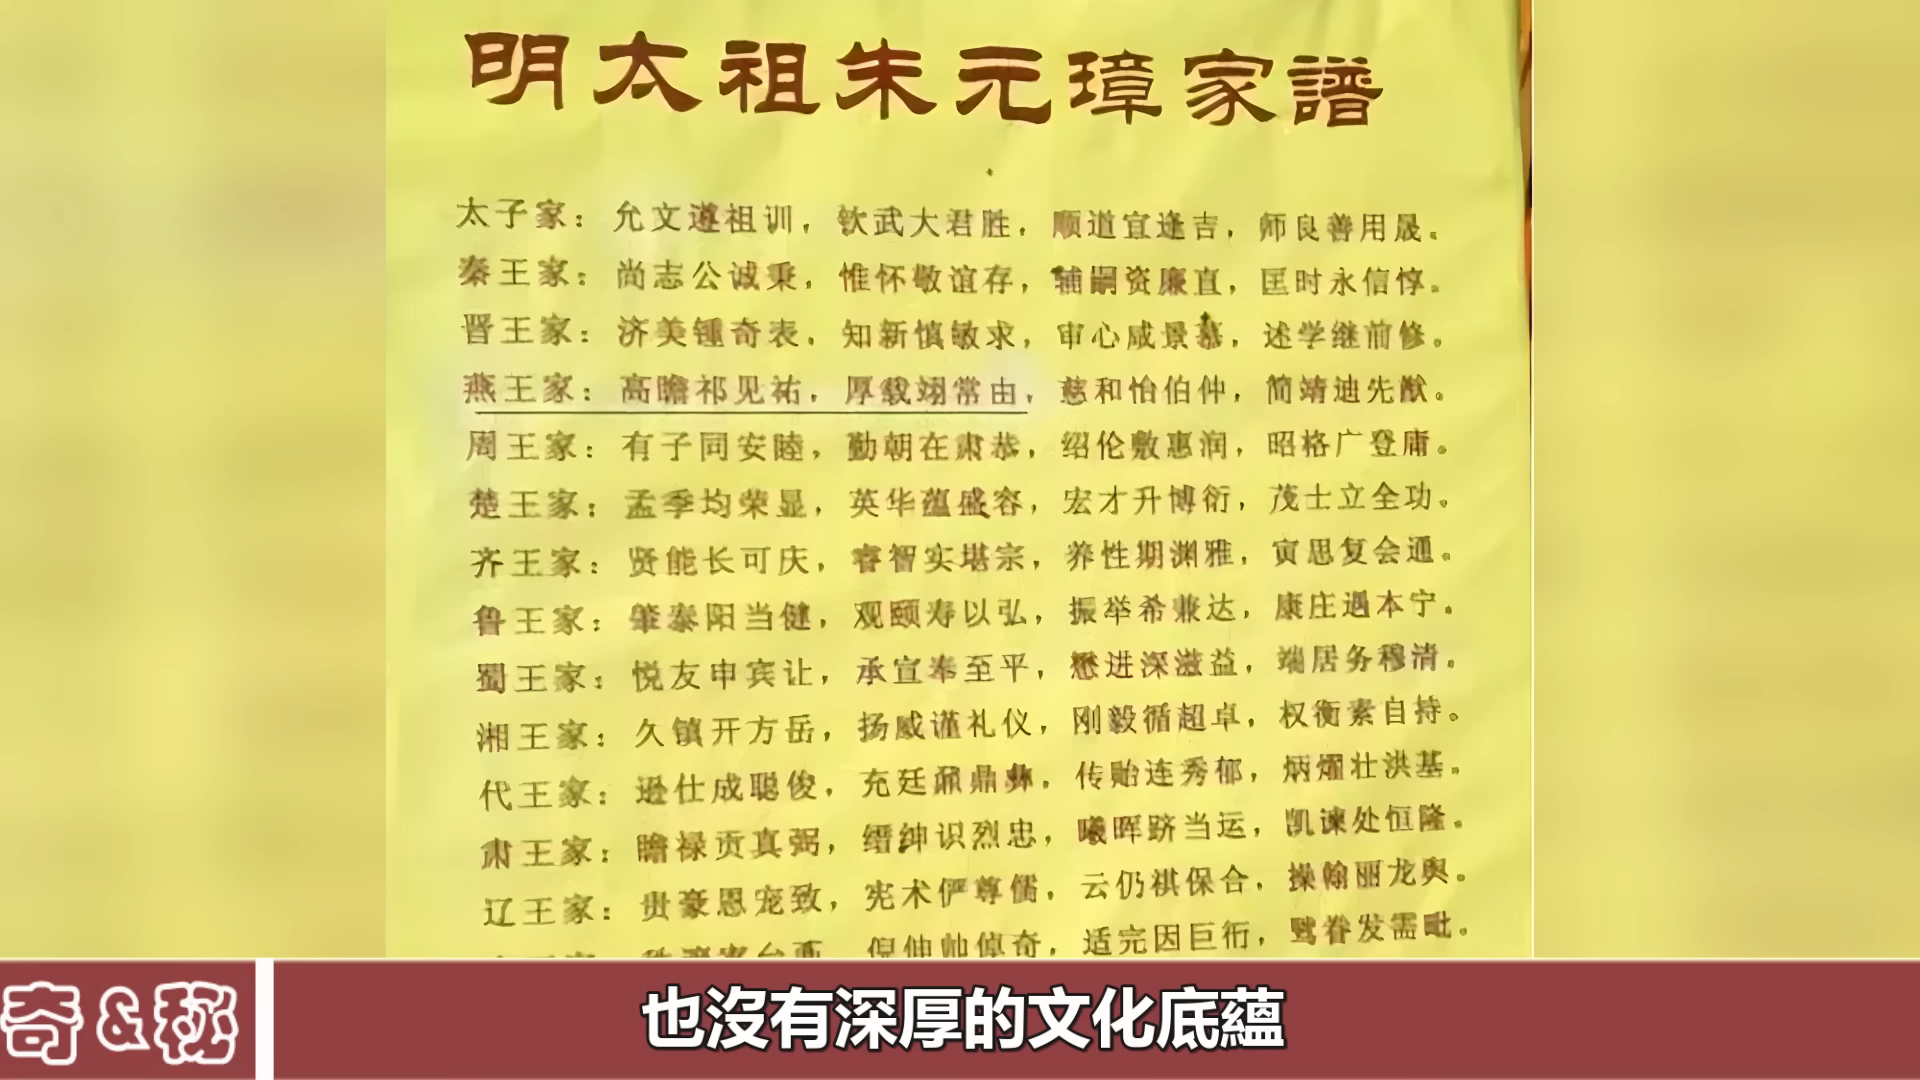 明太祖朱元璋家譜
太子家：允文遵祖训，钦武大君胜，顺道宜逢吉，师良善用晟。
秦王家：尚志公诚秉，惟怀敬谊存，辅嗣资廉直，匡时永信惇。
晋王家：济美锺奇表，知新慎敏求，审心咸景慕，述学继前修。
燕王家：高瞻祁见祐，厚载翊常由，慈和怡伯仲，简靖迪先猷。
周王家：有子同安睦，勤朝在肃恭，绍伦敷惠润，昭格广登庸。
楚王家：孟季均荣显，英华蕴盛容，宏才升博衍，茂士立全功。
齐王家：贤能长可庆，睿智实堪宗，养性期渊雅，寅思复会通。
鲁王家：肇泰阳当健，观颐寿以弘，振举希兼达，康庄遇本宁。
蜀王家：悦友申宾让，承宣奉至平，懋进深滋益，端居务穆清。
湘王家：久镇开方岳，扬威谨礼仪，刚毅循超卓，权衡素自持。
代王家：逊仕成聪俊，充廷鼐鼎彝，传贻连秀郁，炳燿壮洪基。
肃王家：瞻禄贡真弼，缙绅识烈忠，曦晖跻当运，凯谏处恒隆。
辽王家：贵豪恩宠致，宪术俨尊儒，云仍祺保合，操翰丽龙舆。
适完因巨衔，眷发需毗。
奇&秘
也沒有深厚的文化底蘊